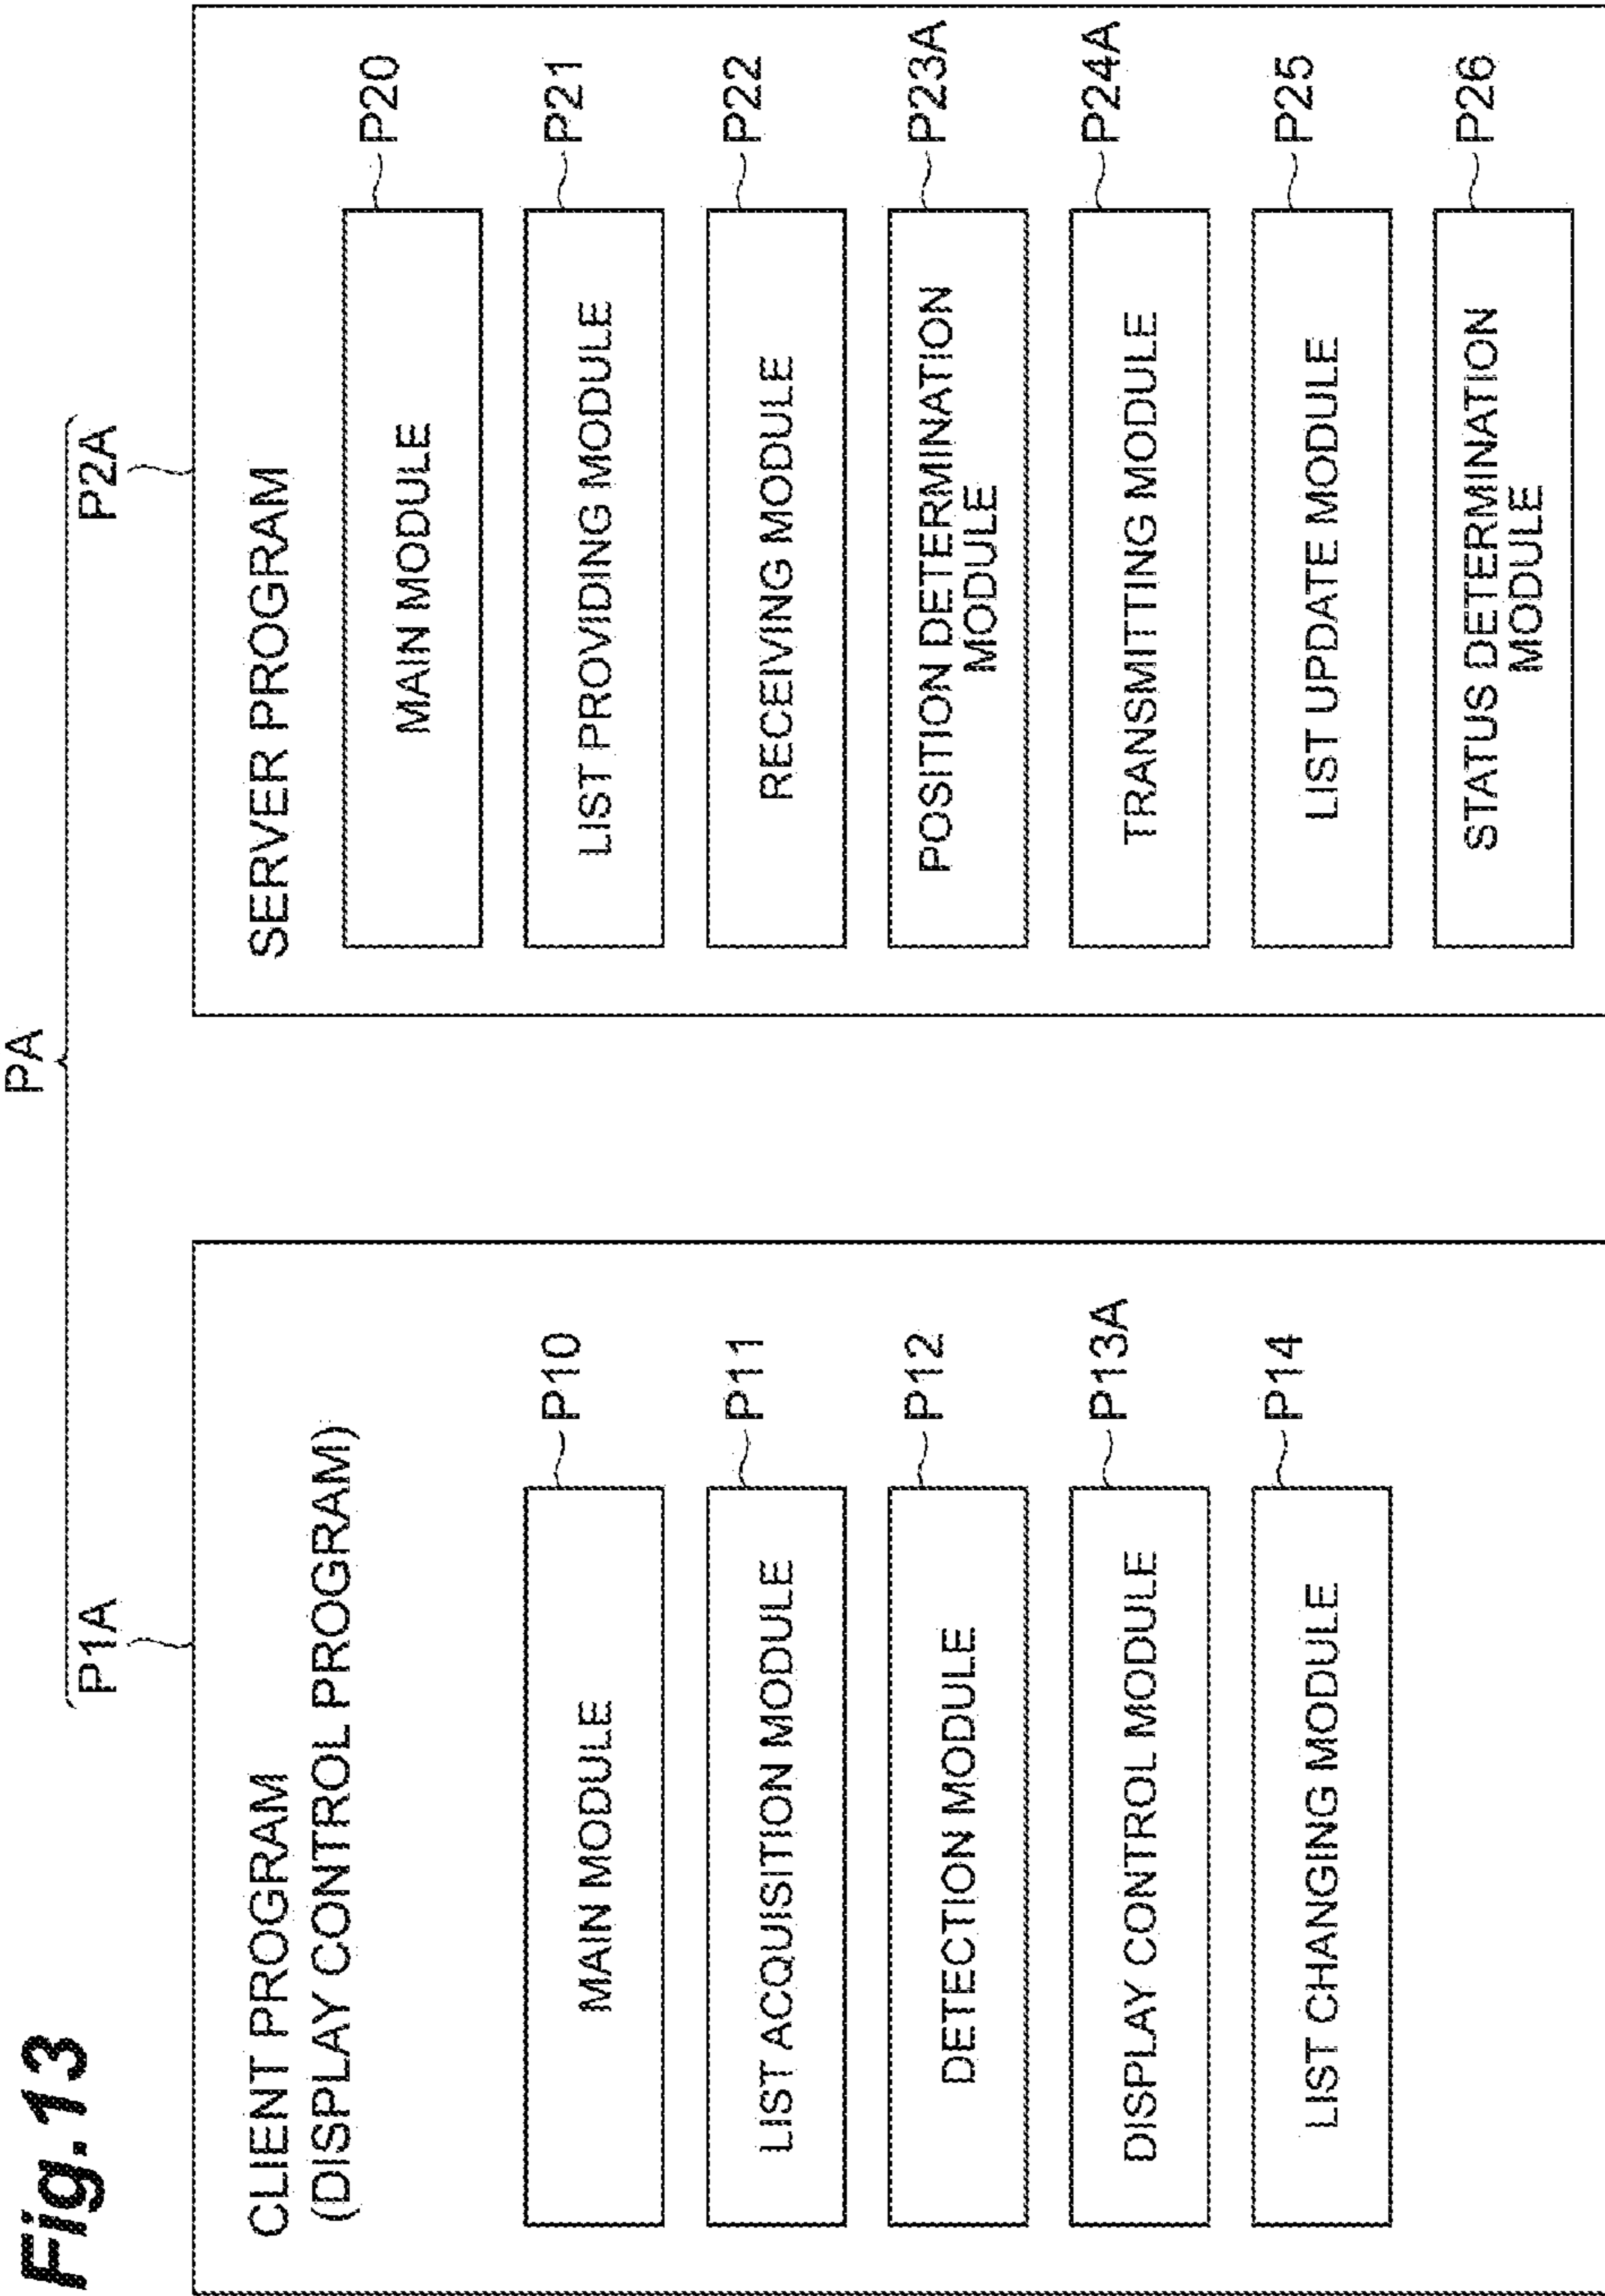 Fig.13
PA
P1A
CLIENT PROGRAM
(DISPLAY CONTROL PROGRAM)
MAIN MODULE
P10
LIST ACQUISITION MODULE
P11
DETECTION MODULE
P12
DISPLAY CONTROL MODULE
P13A
LIST CHANGING MODULE
P14
P2A
SERVER PROGRAM
MAIN MODULE
P20
LIST PROVIDING MODULE
P21
RECEIVING MODULE
P22
POSITION DETERMINATION
MODULE
P23A
TRANSMITTING MODULE
P24A
LIST UPDATE MODULE
P25
STATUS DETERMINATION
MODULE
P26